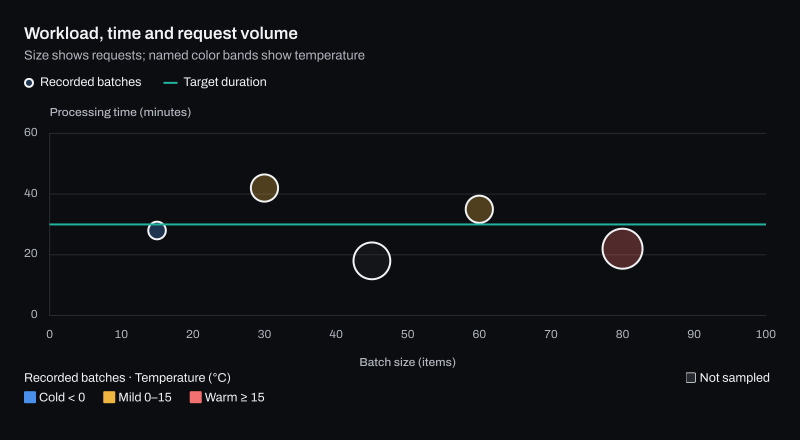 Workload, time and request volume
Size shows requests; named color bands show temperature
Recorded batches Target duration
Processing time (minutes)
60
40
20
0
0 10 20 30 40 50 60 70 80 90 100
Batch size (items)
Recorded batches · Temperature (°C) Not sampled
Cold < 0 Mild 0–15 Warm ≥ 15